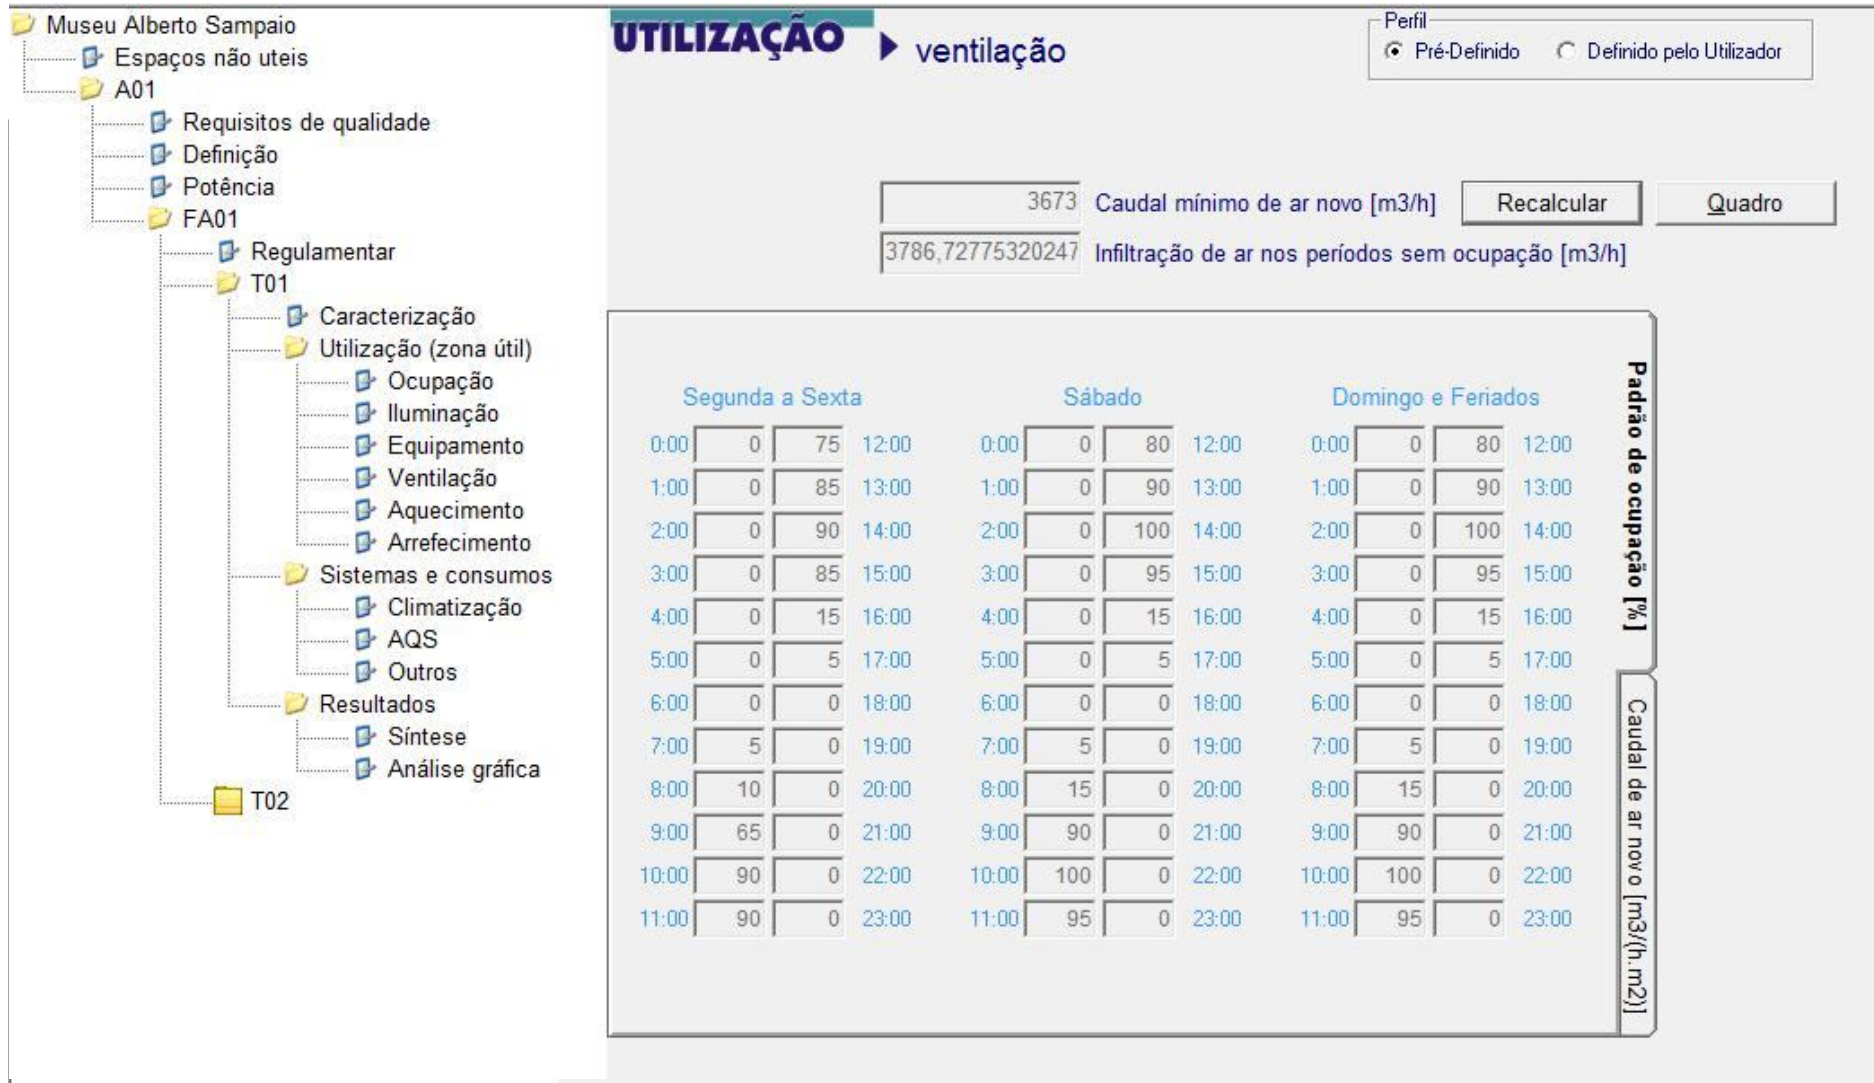 Museu Alberto Sampaio
Espaços não uteis
A01
Requisitos de qualidade
Definição
Potência
FA01
Regulamentar
T01
Caracterização
Utilização (zona útil)
Ocupação
Iluminação
Equipamento
Ventilação
Aquecimento
Arrefecimento
Sistemas e consumos
Climatização
AQS
Outros
Resultados
Síntese
Análise gráfica
T02
UTILIZAÇÃO ventilação
Perfil
Pré-Definido Definido pelo Utilizador
3673 Caudal mínimo de ar novo [m3/h] Recalcular Quadro
3786,72775320247 Infiltração de ar nos períodos sem ocupação [m3/h]
Segunda a Sexta Sábado Domingo e Feriados
0:00 0 75 12:00 0:00 0 80 12:00 0:00 0 80 12:00
1:00 0 85 13:00 1:00 0 90 13:00 1:00 0 90 13:00
2:00 0 90 14:00 2:00 0 100 14:00 2:00 0 100 14:00
3:00 0 85 15:00 3:00 0 95 15:00 3:00 0 95 15:00
4:00 0 15 16:00 4:00 0 15 16:00 4:00 0 15 16:00
5:00 0 5 17:00 5:00 0 5 17:00 5:00 0 5 17:00
6:00 0 0 18:00 6:00 0 0 18:00 6:00 0 0 18:00
7:00 5 0 19:00 7:00 5 0 19:00 7:00 5 0 19:00
8:00 10 0 20:00 8:00 15 0 20:00 8:00 15 0 20:00
9:00 65 0 21:00 9:00 90 0 21:00 9:00 90 0 21:00
10:00 90 0 22:00 10:00 100 0 22:00 10:00 100 0 22:00
11:00 90 0 23:00 11:00 95 0 23:00 11:00 95 0 23:00
Padrão de ocupação [%]
Caudal de ar novo [m3/(h.m2)]